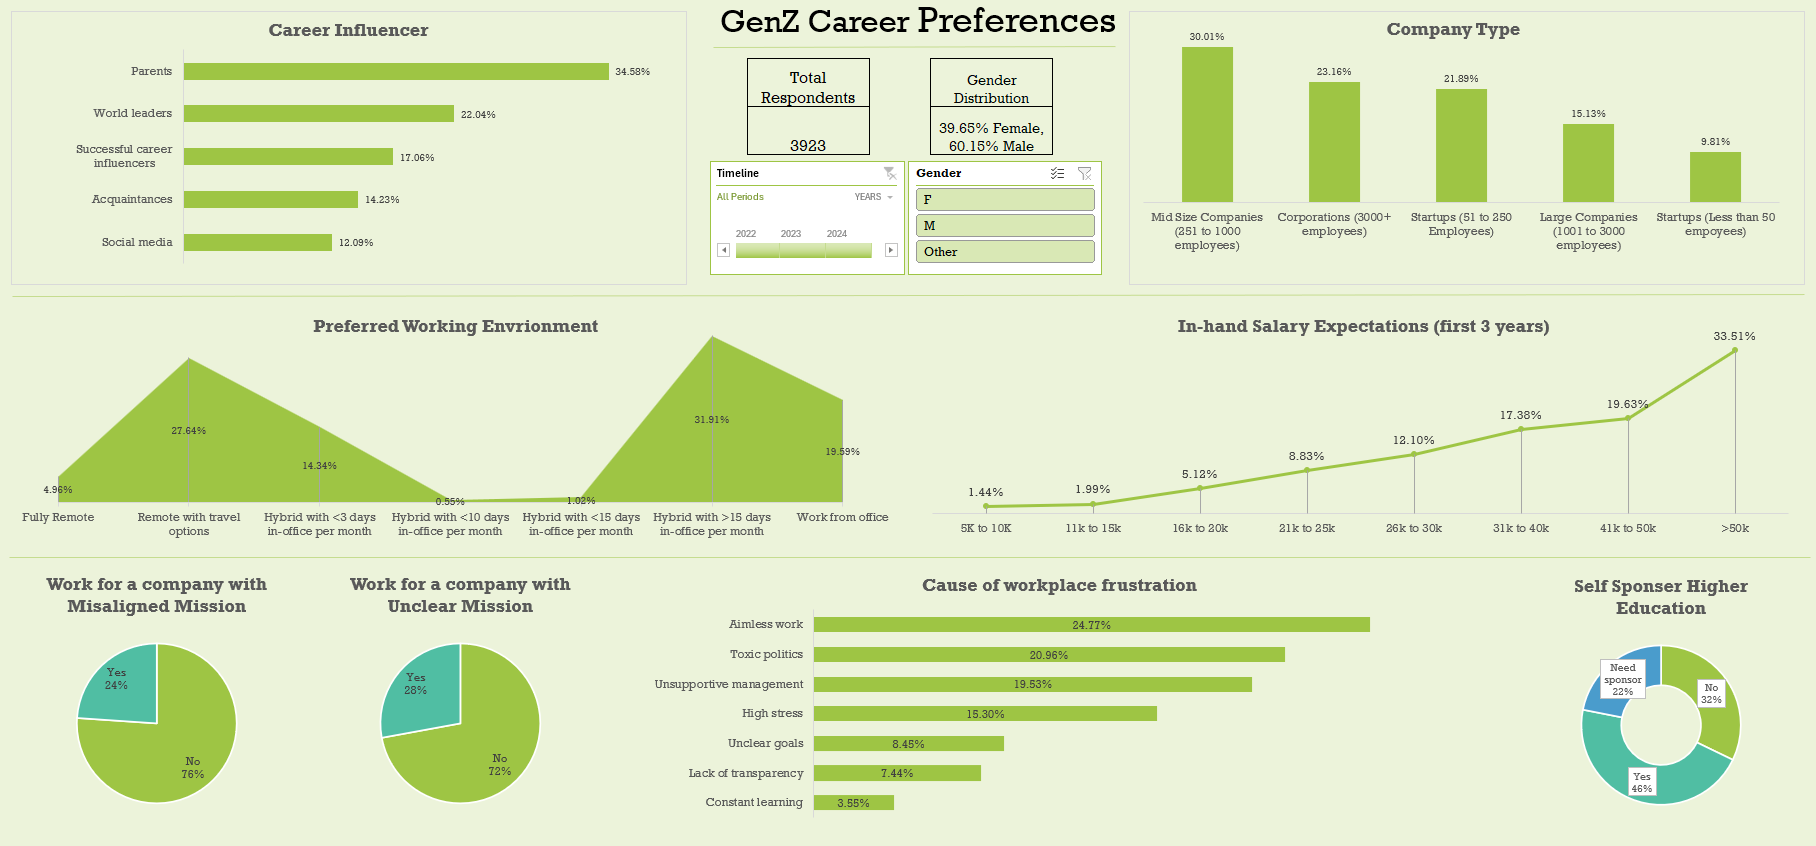 GenZ Career Preferences
Career Influencer
Parents
34.58%
World leaders
22.04%
Successful career
influencers
17.06%
Acquaintances
14.23%
Social media
12.09%
Total
Respondents
3923
Gender
Distribution
39.65% Female,
60.15% Male
Timeline
All Periods
YEARS
2022 2023 2024
Gender
F
M
Other
Company Type
30.01%
23.16%
21.89%
15.13%
9.81%
Mid Size Companies
(251 to 1000
employees)
Corporations (3000+
employees)
Startups (51 to 250
Employees)
Large Companies
(1001 to 3000
employees)
Startups (Less than 50
empoyees)
Preferred Working Envrionment
4.96%
27.64%
14.34%
0.55%
1.02%
31.91%
19.59%
Fully Remote
Remote with travel
options
Hybrid with <3 days
in-office per month
Hybrid with <10 days
in-office per month
Hybrid with <15 days
in-office per month
Hybrid with >15 days
in-office per month
Work from office
In-hand Salary Expectations (first 3 years)
1.44%
1.99%
5.12%
8.83%
12.10%
17.38%
19.63%
33.51%
5K to 10K
11k to 15k
16k to 20k
21k to 25k
26k to 30k
31k to 40k
41k to 50k
>50k
Work for a company with
Misaligned Mission
Yes
24%
No
76%
Work for a company with
Unclear Mission
Yes
28%
No
72%
Cause of workplace frustration
Aimless work
24.77%
Toxic politics
20.96%
Unsupportive management
19.53%
High stress
15.30%
Unclear goals
8.45%
Lack of transparency
7.44%
Constant learning
3.55%
Self Sponser Higher
Education
Need
sponsor
22%
No
32%
Yes
46%